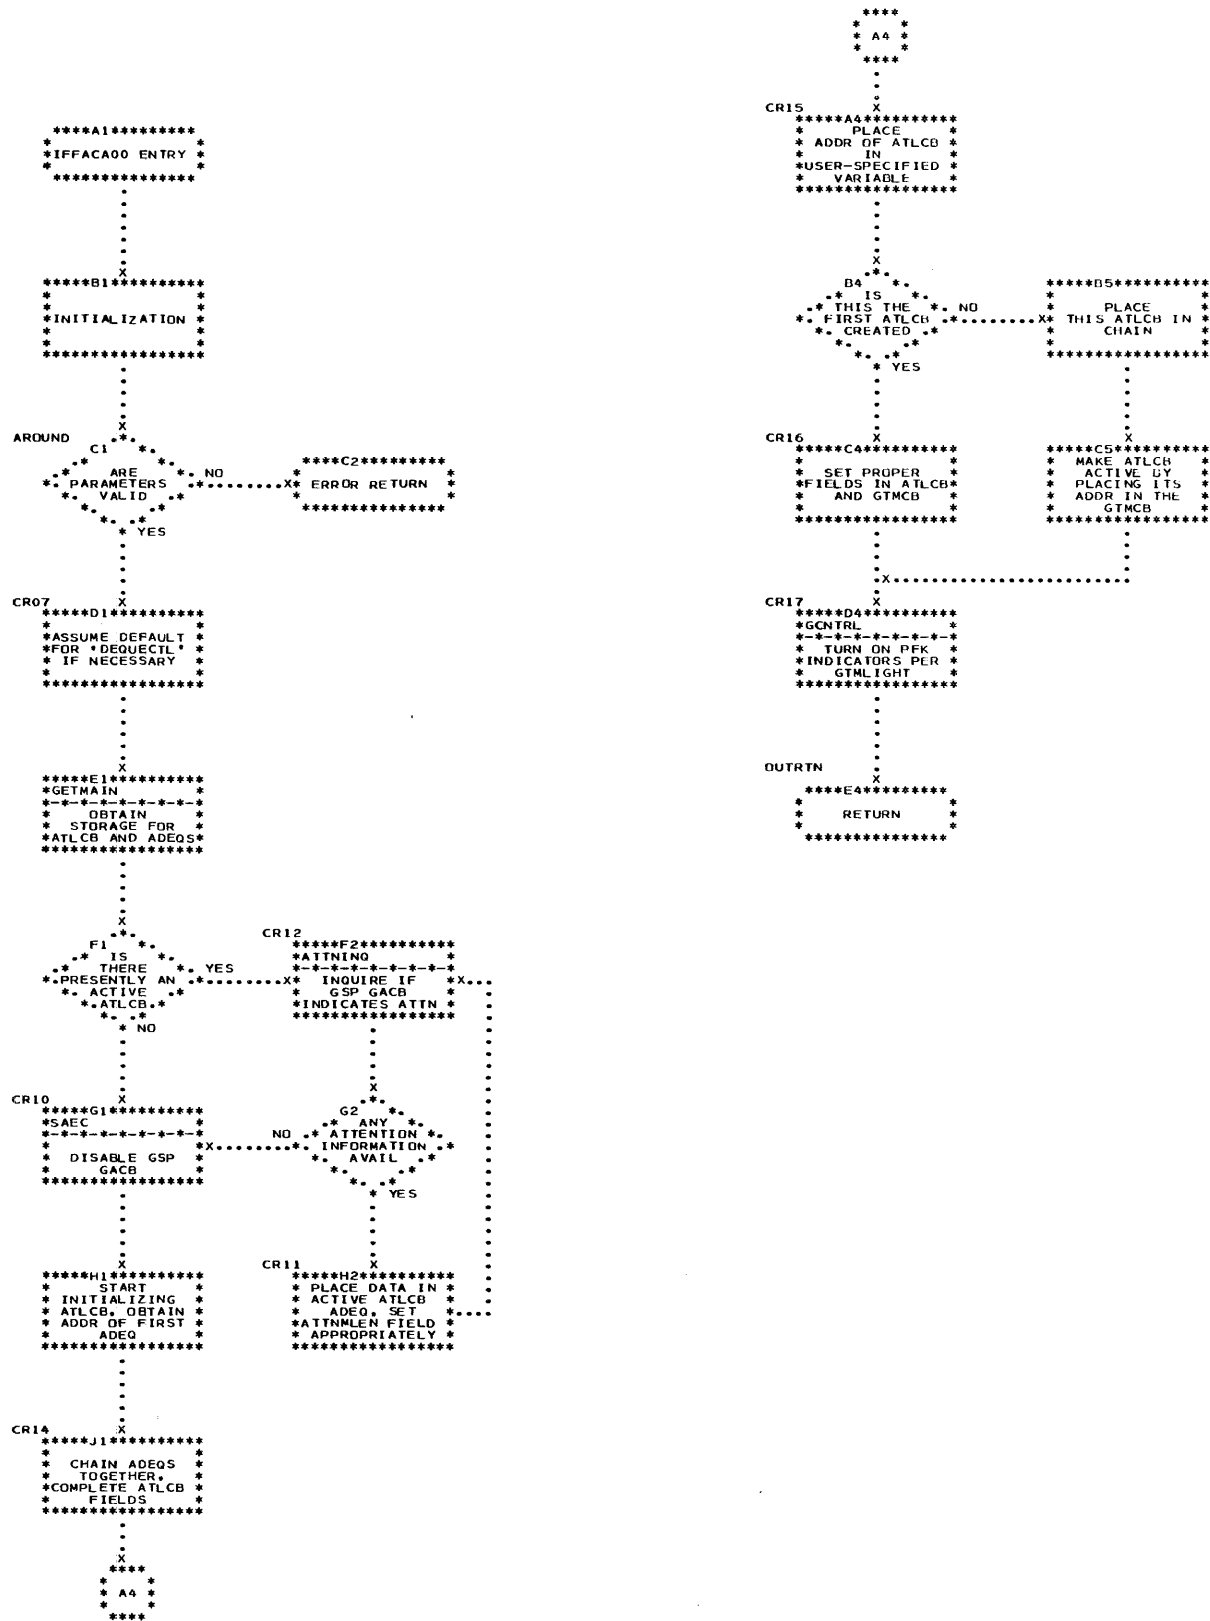 A1
IFFACA00 ENTRY
B1
INITIALIZATION
AROUND
C1
ARE
PARAMETERS
VALID
NO
YES
C2
ERROR RETURN
CR07
D1
ASSUME DEFAULT
FOR 'DEQUECTL'
IF NECESSARY
E1
GETMAIN
OBTAIN
STORAGE FOR
ATLCB AND ADEQS
F1
IS
THERE
PRESENTLY AN
ACTIVE
ATLCB
YES
NO
CR12
F2
ATTNINQ
INQUIRE IF
GSP GACB
INDICATES ATTN
CR10
G1
SAEC
DISABLE GSP
GACB
G2
ANY
ATTENTION
INFORMATION
AVAIL
NO
YES
H1
START
INITIALIZING
ATLCB. OBTAIN
ADDR OF FIRST
ADEQ
CR11
H2
PLACE DATA IN
ACTIVE ATLCB
ADEQ. SET
ATTNMLEN FIELD
APPROPRIATELY
CR14
J1
CHAIN ADEQS
TOGETHER.
COMPLETE ATLCB
FIELDS
A4
A4
CR15
A4
PLACE
ADDR OF ATLCB
IN
USER-SPECIFIED
VARIABLE
B4
IS
THIS THE
FIRST ATLCB
CREATED
NO
YES
B5
PLACE
THIS ATLCB IN
CHAIN
CR16
C4
SET PROPER
FIELDS IN ATLCB
AND GTMCB
C5
MAKE ATLCB
ACTIVE BY
PLACING ITS
ADDR IN THE
GTMCB
CR17
D4
GCNTRL
TURN ON PFK
INDICATORS PER
GTMLIGHT
OUTRTN
E4
RETURN